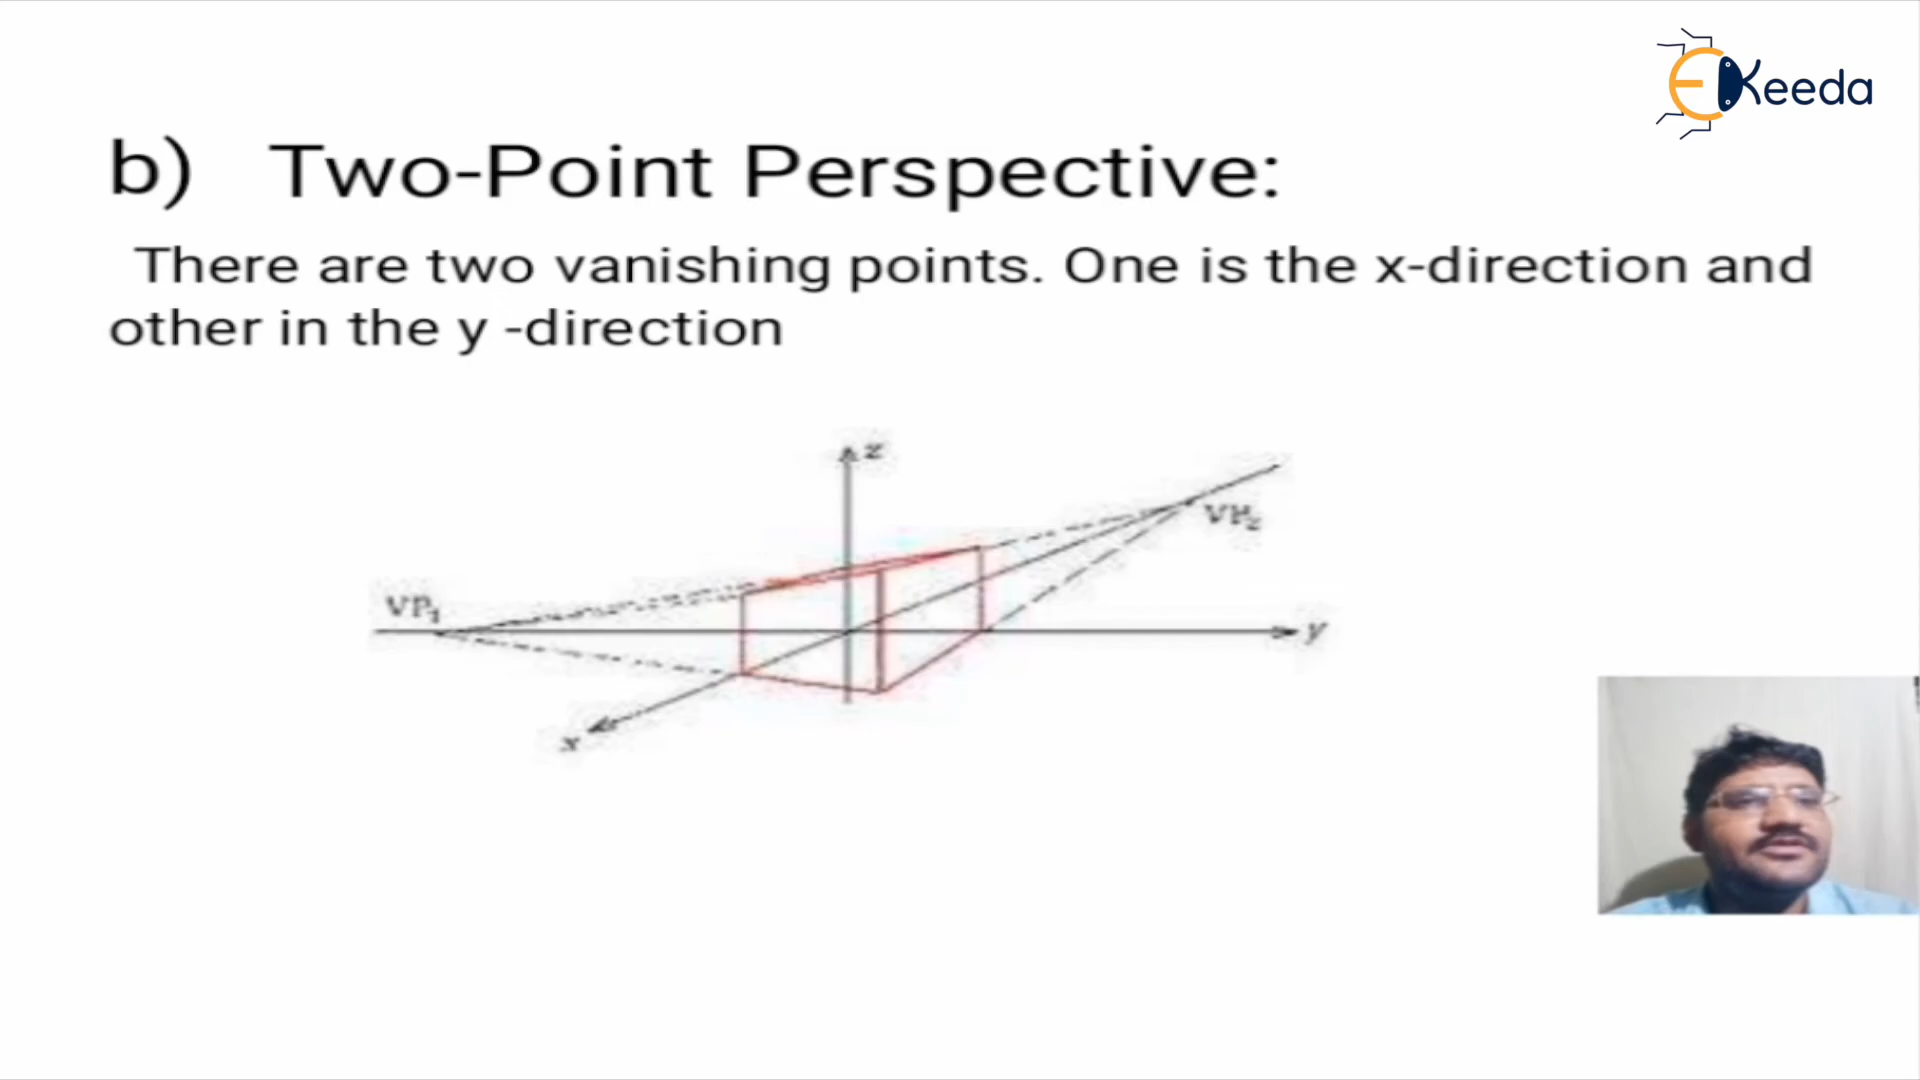 EKeeda
b) Two-Point Perspective:
There are two vanishing points. One is the x-direction and
other in the y -direction
z
VP2
VP1
y
x